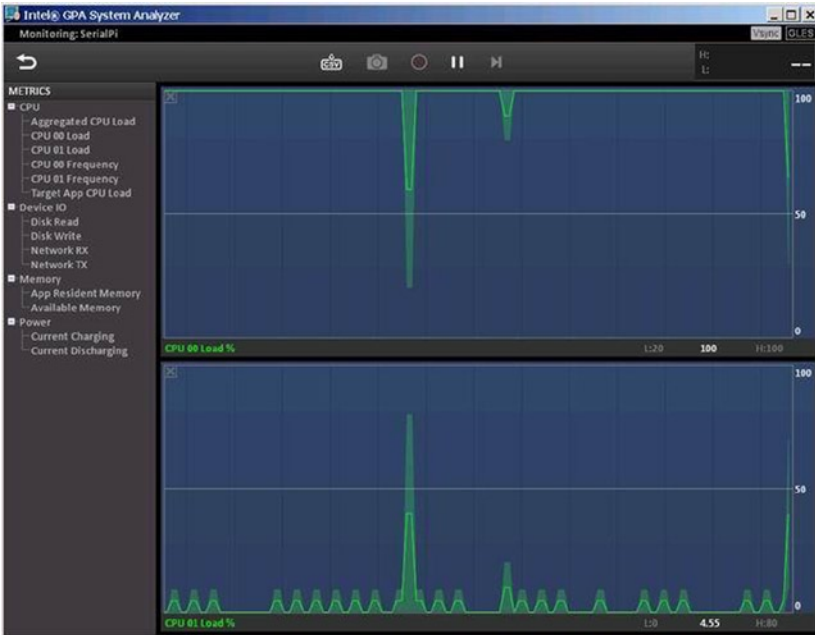 Intel® GPA System Analyzer
Monitoring: SerialPi
Vsync GLES
CSV
H:
L:
--
METRICS
CPU
Aggregated CPU Load
CPU 00 Load
CPU 01 Load
CPU 00 Frequency
CPU 01 Frequency
Target App CPU Load
Device IO
Disk Read
Disk Write
Network RX
Network TX
Memory
App Resident Memory
Available Memory
Power
Current Charging
Current Discharging
100
50
0
CPU 00 Load % L:20 100 H:100
100
50
0
CPU 01 Load % L:0 4.55 H:80